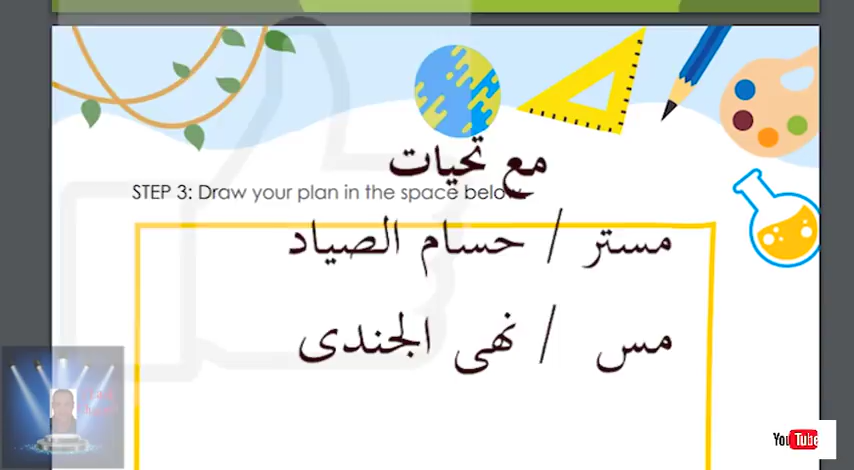 مع تحيات
STEP 3: Draw your plan in the space below
مستر / حسام الصياد
مس / نهى الجندى
YouTube